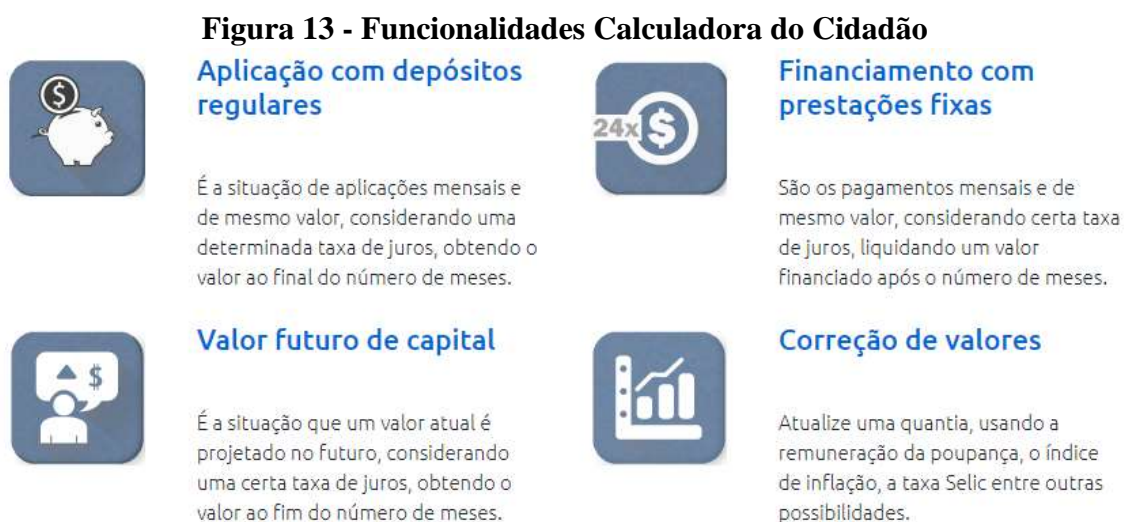 Figura 13 - Funcionalidades Calculadora do Cidadão
Aplicação com depósitos
regulares
É a situação de aplicações mensais e
de mesmo valor, considerando uma
determinada taxa de juros, obtendo o
valor ao final do número de meses.
24x $
Financiamento com
prestações fixas
São os pagamentos mensais e de
mesmo valor, considerando certa taxa
de juros, liquidando um valor
financiado após o número de meses.
$
Valor futuro de capital
É a situação que um valor atual é
projetado no futuro, considerando
uma certa taxa de juros, obtendo o
valor ao fim do número de meses.
$
Correção de valores
Atualize uma quantia, usando a
remuneração da poupança, o índice
de inflação, a taxa Selic entre outras
possibilidades.